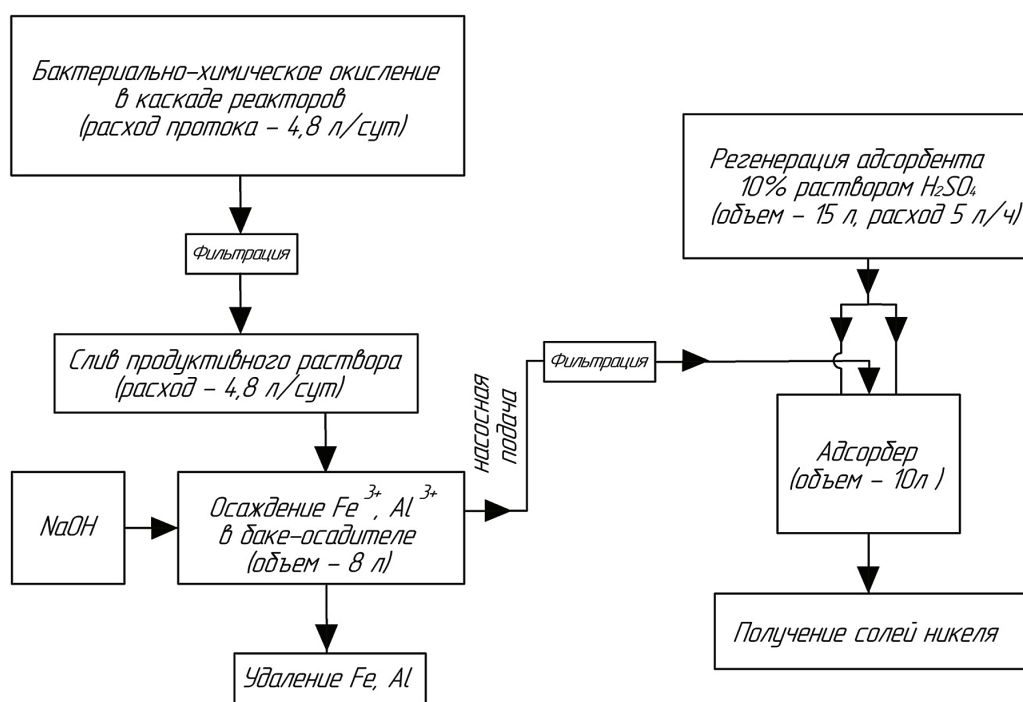 Бактериально-химическое окисление
в каскаде реакторов
(расход протока - 4,8 л/сут)
Фильтрация
Слив продуктивного раствора
(расход - 4,8 л/сут)
NaOH
Осаждение Fe³⁺, Al³⁺
в баке-осадителе
(объем - 8 л)
Удаление Fe, Al
насосная
подача
Фильтрация
Регенерация адсорбента
10% раствором H₂SO₄
(объем - 15 л, расход 5 л/ч)
Адсорбер
(объем - 10л )
Получение солей никеля